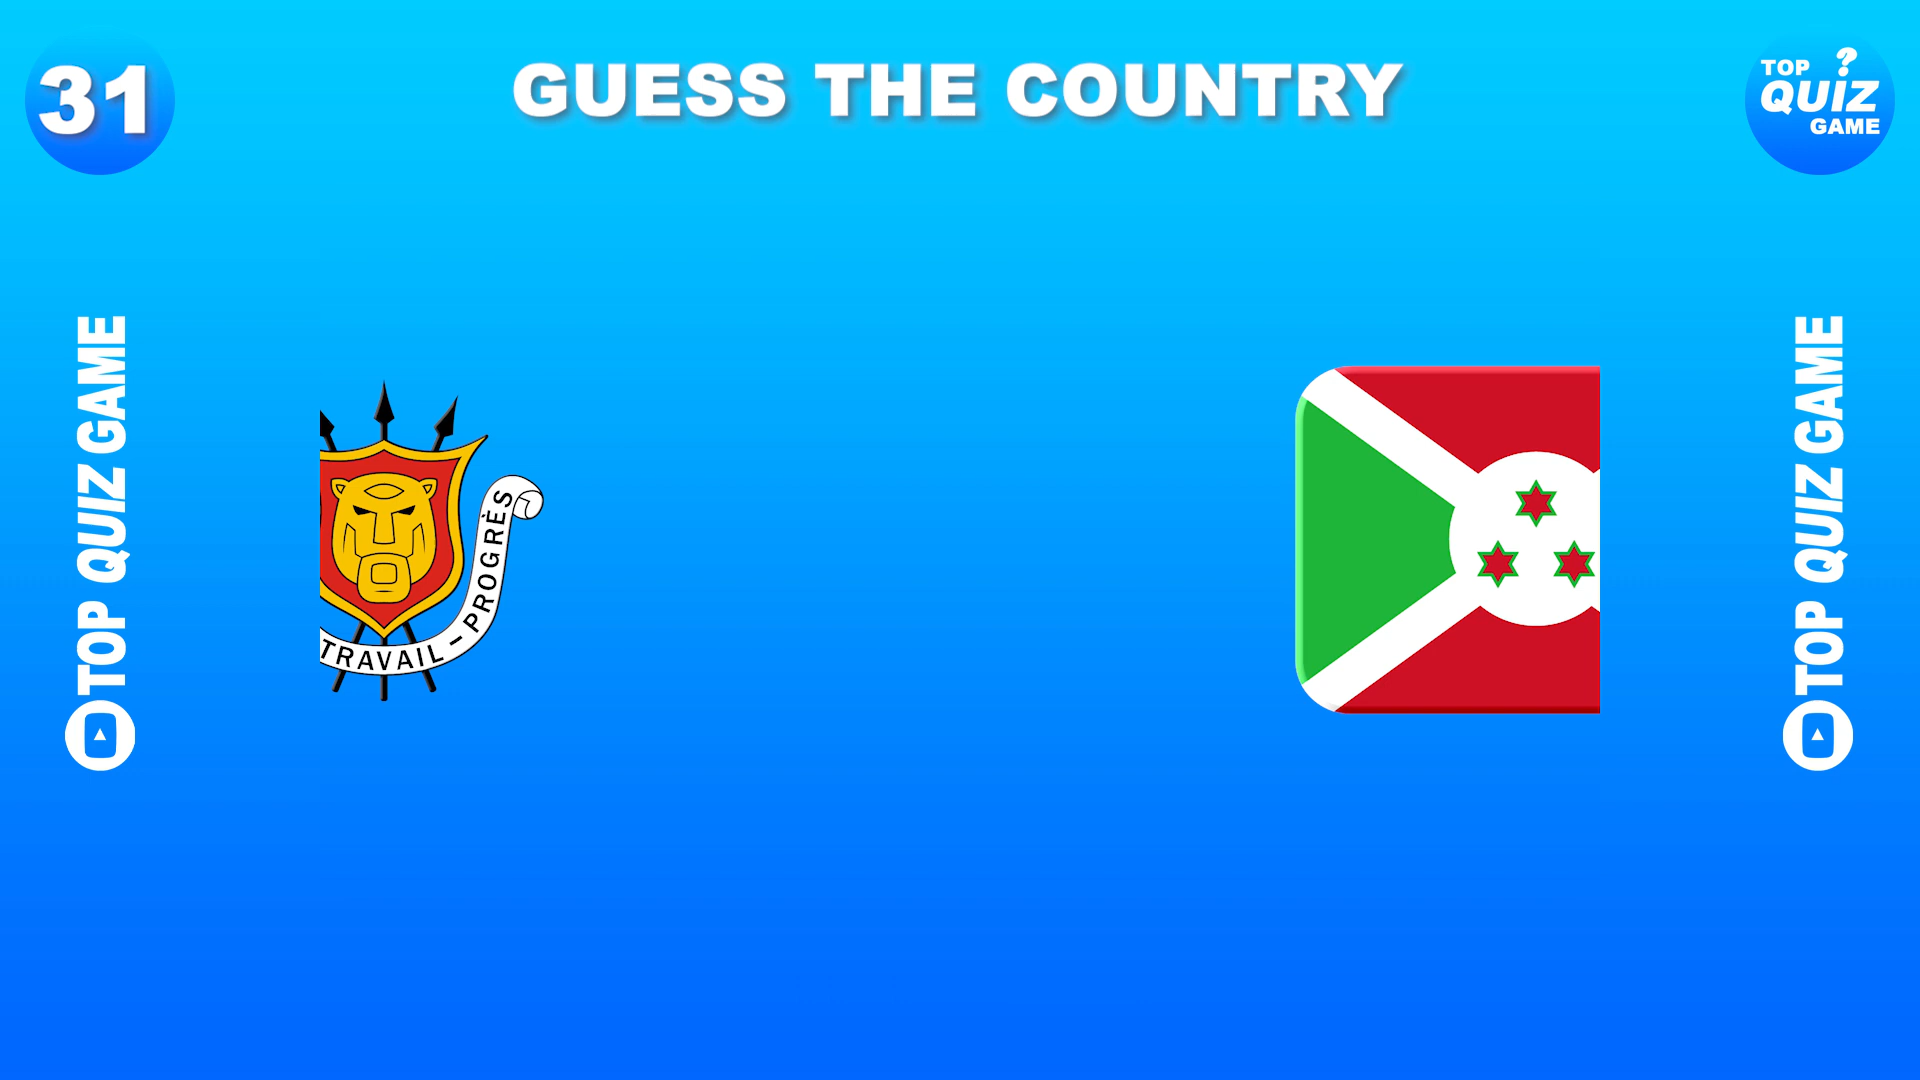 31
GUESS THE COUNTRY
TOP
QUIZ
GAME
TOP QUIZ GAME
TRAVAIL – PROGRÈS
TOP QUIZ GAME